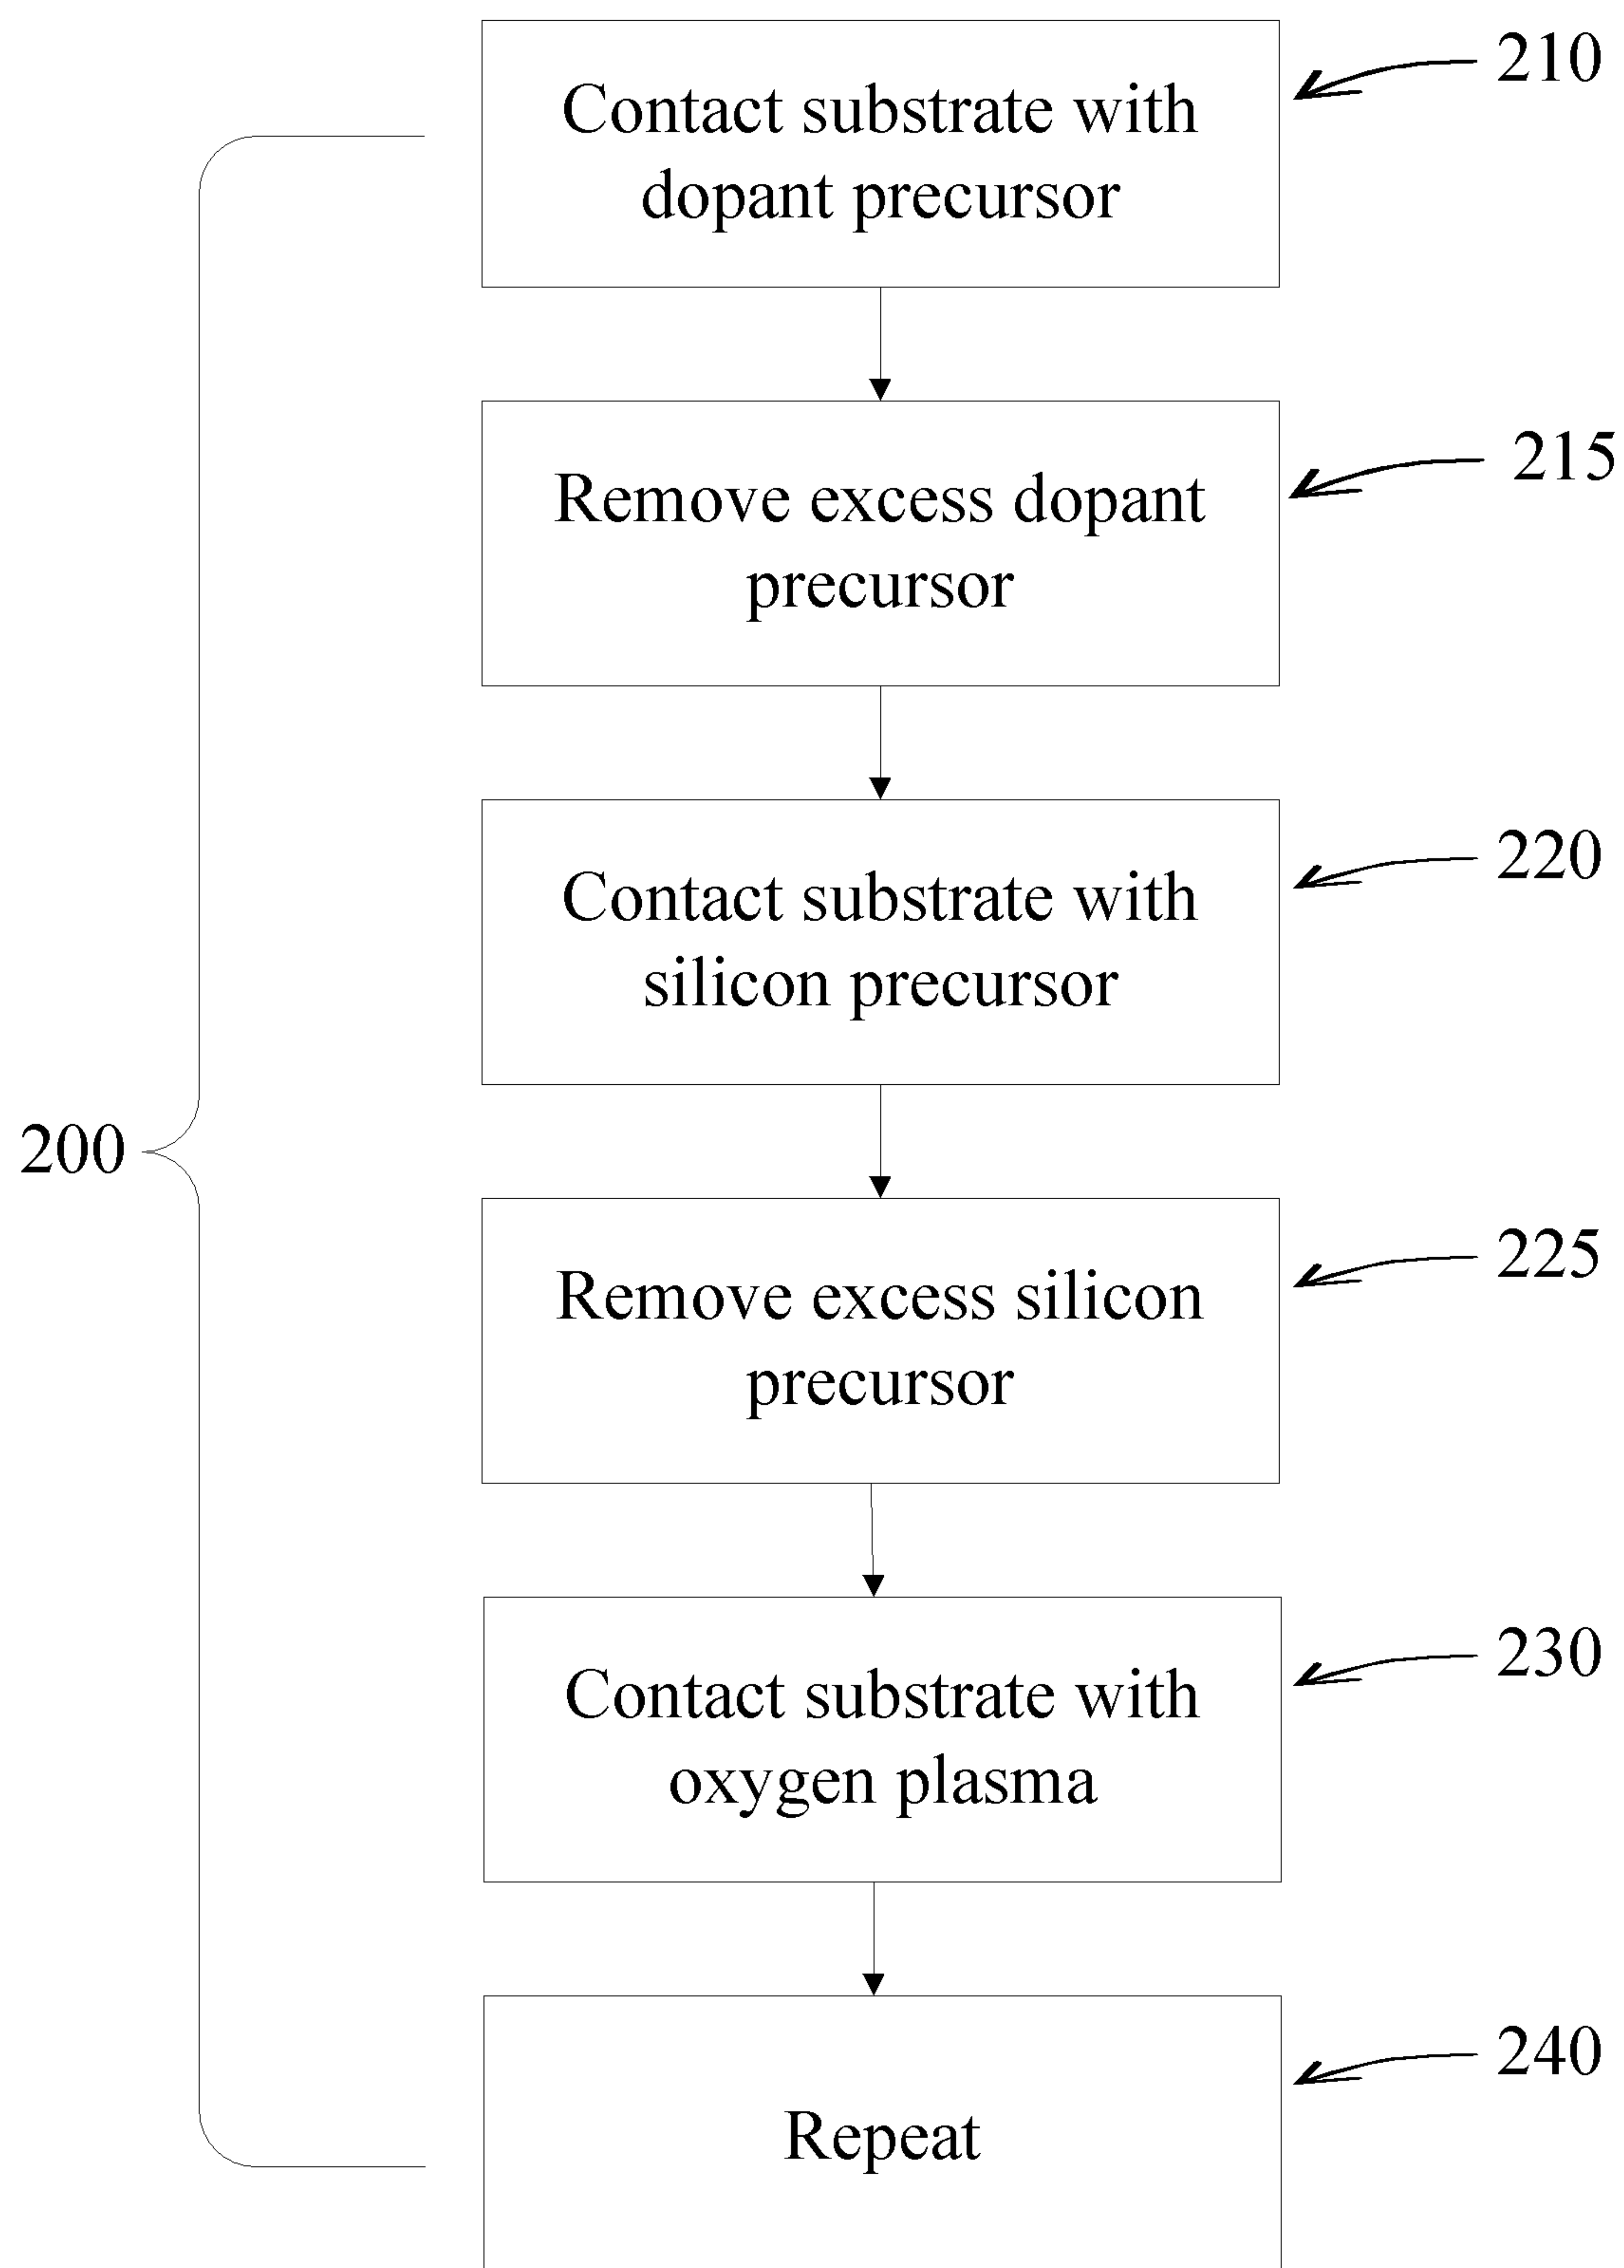 Contact substrate with
dopant precursor
210
Remove excess dopant
precursor
215
Contact substrate with
silicon precursor
220
200
Remove excess silicon
precursor
225
Contact substrate with
oxygen plasma
230
Repeat
240